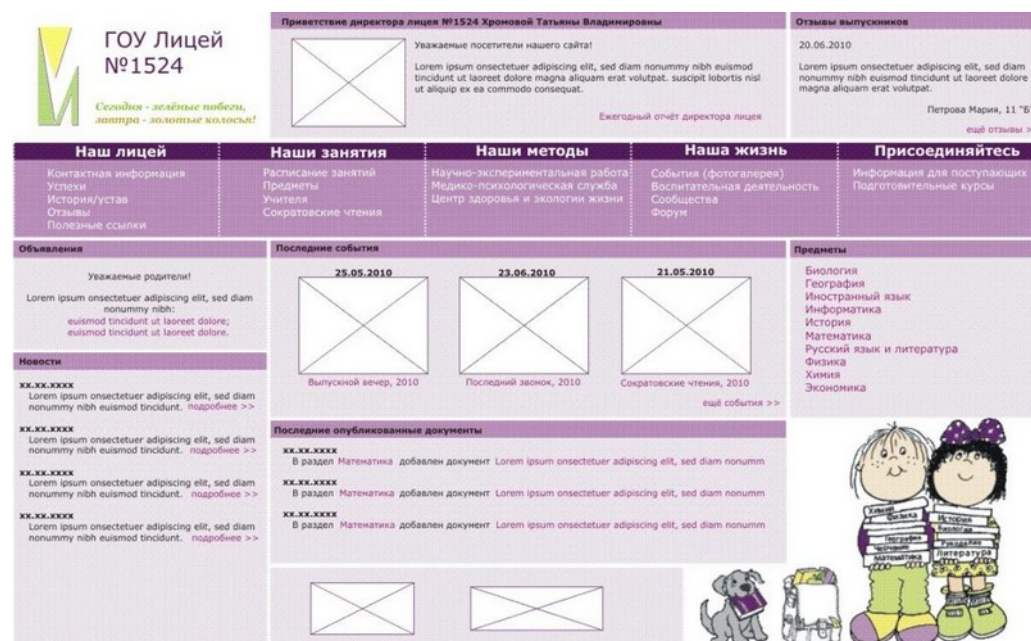 ГОУ Лицей
№1524
Сегодня - зелёные побеги,
завтра - золотые колосья!
Приветствие директора лицея №1524 Хромовой Татьяны Владимировны
Уважаемые посетители нашего сайта!
Lorem ipsum onsectetuer adipiscing elit, sed diam nonummy nibh euismod
tincidunt ut laoreet dolore magna aliquam erat volutpat. suscipit lobortis nisl
ut aliquip ex ea commodo consequat.
Ежегодный отчёт директора лицея
Отзывы выпускников
20.06.2010
Lorem ipsum onsectetuer adipiscing elit, sed diam
nonummy nibh euismod tincidunt ut laoreet dolore
magna aliquam erat volutpat.
Петрова Мария, 11 "Б"
ещё отзывы >
Наш лицей
Контактная информация
Успехи
История/устав
Отзывы
Полезные ссылки
Наши занятия
Расписание занятий
Предметы
Учителя
Сократовские чтения
Наши методы
Научно-экспериментальная работа
Медико-психологическая служба
Центр здоровья и экологии жизни
Наша жизнь
События (фотогалерея)
Воспитательная деятельность
Сообщества
Форум
Присоединяйтесь
Информация для поступающих
Подготовительные курсы
Объявления
Уважаемые родители!
Lorem ipsum onsectetuer adipiscing elit, sed diam
nonummy nibh:
euismod tincidunt ut laoreet dolore;
euismod tincidunt ut laoreet dolore.
Новости
xx.xx.xxxx
Lorem ipsum onsectetuer adipiscing elit, sed diam
nonummy nibh euismod tincidunt. подробнее >>
xx.xx.xxxx
Lorem ipsum onsectetuer adipiscing elit, sed diam
nonummy nibh euismod tincidunt. подробнее >>
xx.xx.xxxx
Lorem ipsum onsectetuer adipiscing elit, sed diam
nonummy nibh euismod tincidunt. подробнее >>
xx.xx.xxxx
Lorem ipsum onsectetuer adipiscing elit, sed diam
nonummy nibh euismod tincidunt. подробнее >>
Последние события
25.05.2010
Выпускной вечер, 2010
23.06.2010
Последний звонок, 2010
21.05.2010
Сократовские чтения, 2010
ещё события >>
Последние опубликованные документы
xx.xx.xxxx
В раздел Математика добавлен документ Lorem ipsum onsectetuer adipiscing elit, sed diam nonumm
xx.xx.xxxx
В раздел Математика добавлен документ Lorem ipsum onsectetuer adipiscing elit, sed diam nonumm
xx.xx.xxxx
В раздел Математика добавлен документ Lorem ipsum onsectetuer adipiscing elit, sed diam nonumm
Предметы
Биология
География
Иностранный язык
Информатика
История
Математика
Русский язык и литература
Физика
Химия
Экономика
Химия
Физика
География
Черчение
Математика
История
Биология
Рукоделие
Литература